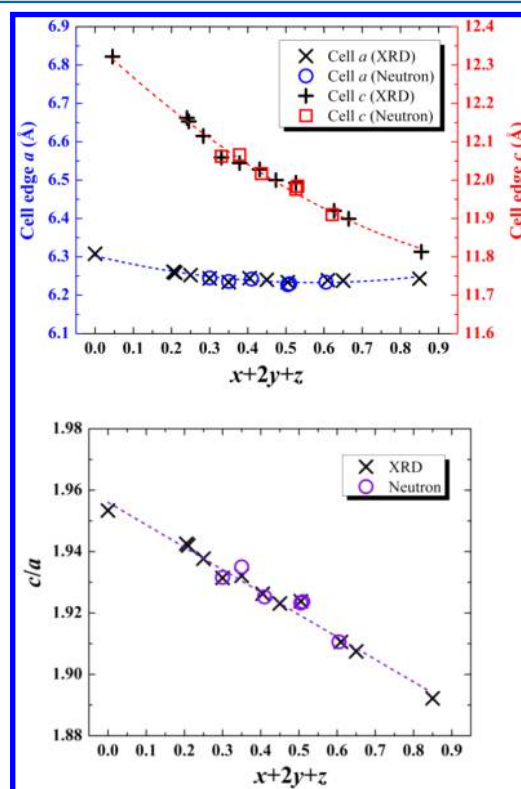 6.9
6.8
6.7
6.6
6.5
6.4
6.3
6.2
6.1
Cell edge a (Å)
12.4
12.3
12.2
12.1
12.0
11.9
11.8
11.7
11.6
Cell edge c (Å)
Cell a (XRD)
Cell a (Neutron)
Cell c (XRD)
Cell c (Neutron)
0.0 0.1 0.2 0.3 0.4 0.5 0.6 0.7 0.8 0.9
x+2y+z
1.98
1.96
1.94
1.92
1.90
1.88
c/a
XRD
Neutron
0.0 0.1 0.2 0.3 0.4 0.5 0.6 0.7 0.8 0.9
x+2y+z